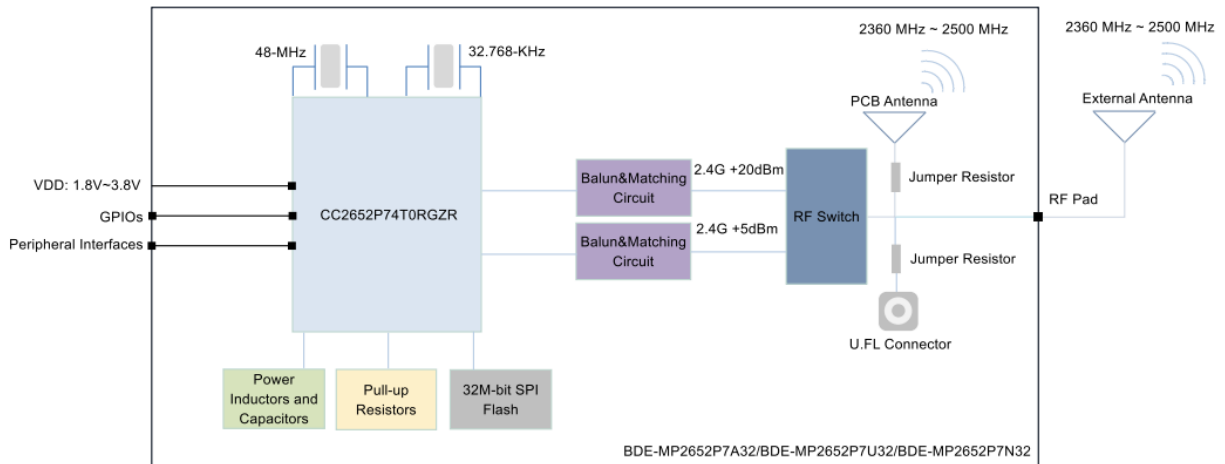 2360 MHz ~ 2500 MHz
2360 MHz ~ 2500 MHz
48-MHz
32.768-KHz
PCB Antenna
External Antenna
VDD: 1.8V~3.8V
GPIOs
Peripheral Interfaces
CC2652P74T0RGZR
Balun&Matching
Circuit
2.4G +20dBm
Balun&Matching
Circuit
2.4G +5dBm
RF Switch
Jumper Resistor
RF Pad
Jumper Resistor
U.FL Connector
Power
Inductors and
Capacitors
Pull-up
Resistors
32M-bit SPI
Flash
BDE-MP2652P7A32/BDE-MP2652P7U32/BDE-MP2652P7N32